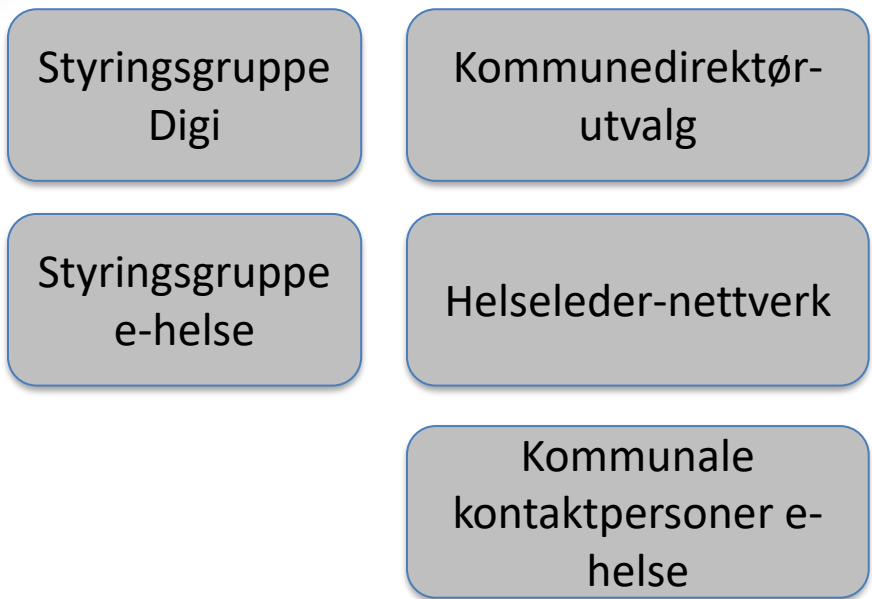 Styringsgruppe
Digi
Kommunedirektør-
utvalg
Styringsgruppe
e-helse
Helseleder-nettverk
Kommunale
kontaktpersoner e-
helse